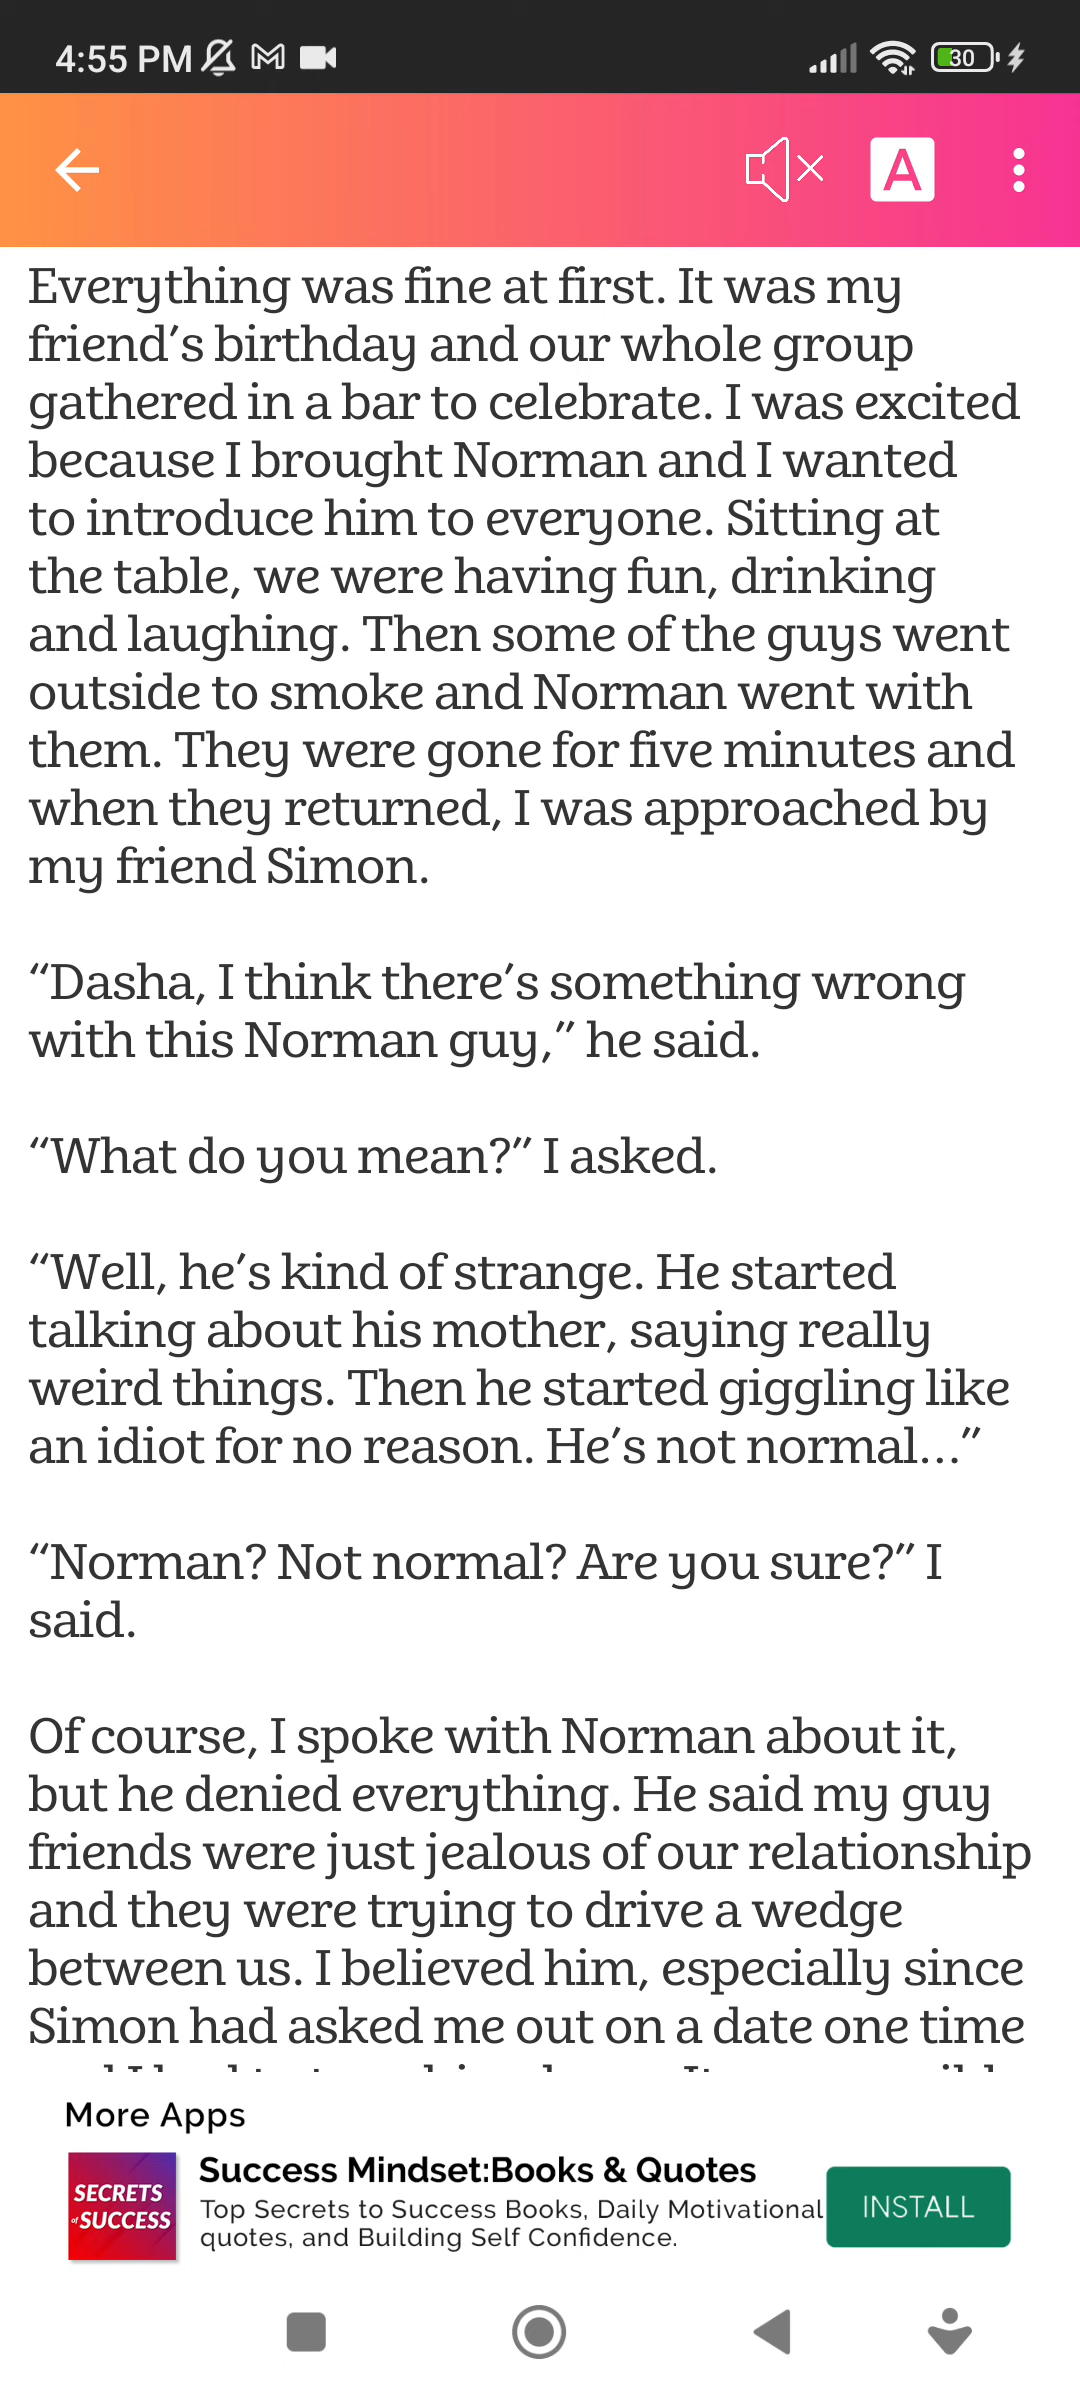 4:55 PM
30
A
Everything was fine at first. It was my
friend's birthday and our whole group
gathered in a bar to celebrate. I was excited
because I brought Norman and I wanted
to introduce him to everyone. Sitting at
the table, we were having fun, drinking
and laughing. Then some of the guys went
outside to smoke and Norman went with
them. They were gone for five minutes and
when they returned, I was approached by
my friend Simon.
“Dasha, I think there's something wrong
with this Norman guy,” he said.
“What do you mean?” I asked.
“Well, he's kind of strange. He started
talking about his mother, saying really
weird things. Then he started giggling like
an idiot for no reason. He's not normal...”
“Norman? Not normal? Are you sure?” I
said.
Of course, I spoke with Norman about it,
but he denied everything. He said my guy
friends were just jealous of our relationship
and they were trying to drive a wedge
between us. I believed him, especially since
Simon had asked me out on a date one time
More Apps
SECRETS
of SUCCESS
Success Mindset:Books & Quotes
Top Secrets to Success Books, Daily Motivational
quotes, and Building Self Confidence.
INSTALL